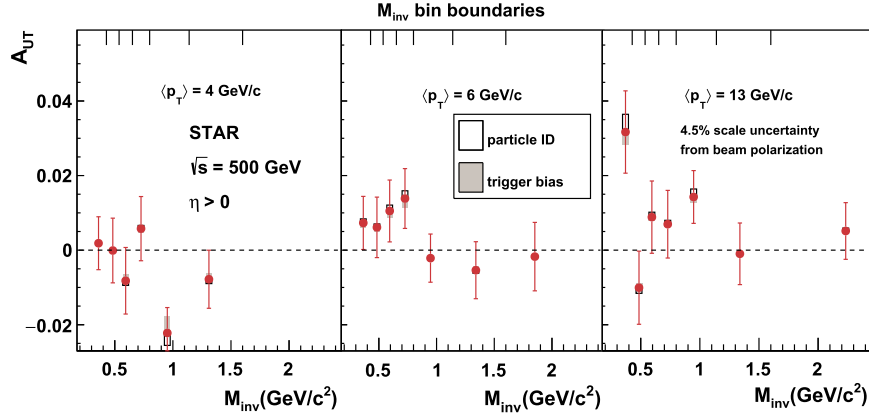 M_inv bin boundaries
A_UT
0.04
0.02
0
−0.02
⟨p_T⟩ = 4 GeV/c
STAR
√s = 500 GeV
η > 0
⟨p_T⟩ = 6 GeV/c
particle ID
trigger bias
⟨p_T⟩ = 13 GeV/c
4.5% scale uncertainty
from beam polarization
0.5 1 1.5 2
0.5 1 1.5 2
0.5 1 1.5 2
M_inv(GeV/c²)
M_inv(GeV/c²)
M_inv(GeV/c²)